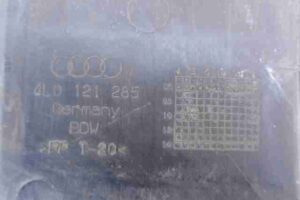 4L0 121 285
Germany
BDW
>PP T-20<